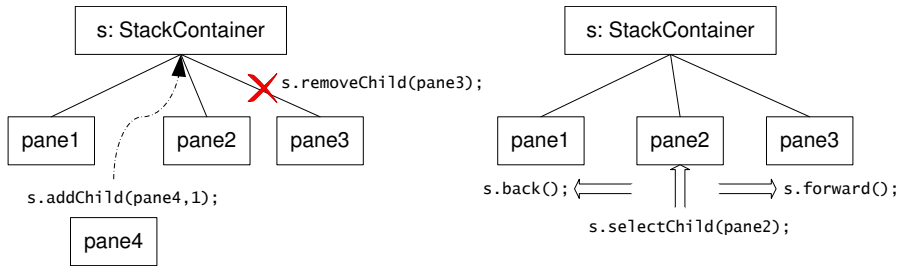 s: StackContainer
s.removeChild(pane3);
pane1
pane2
pane3
s.addChild(pane4,1);
pane4
s: StackContainer
pane1
pane2
pane3
s.back();
s.forward();
s.selectChild(pane2);